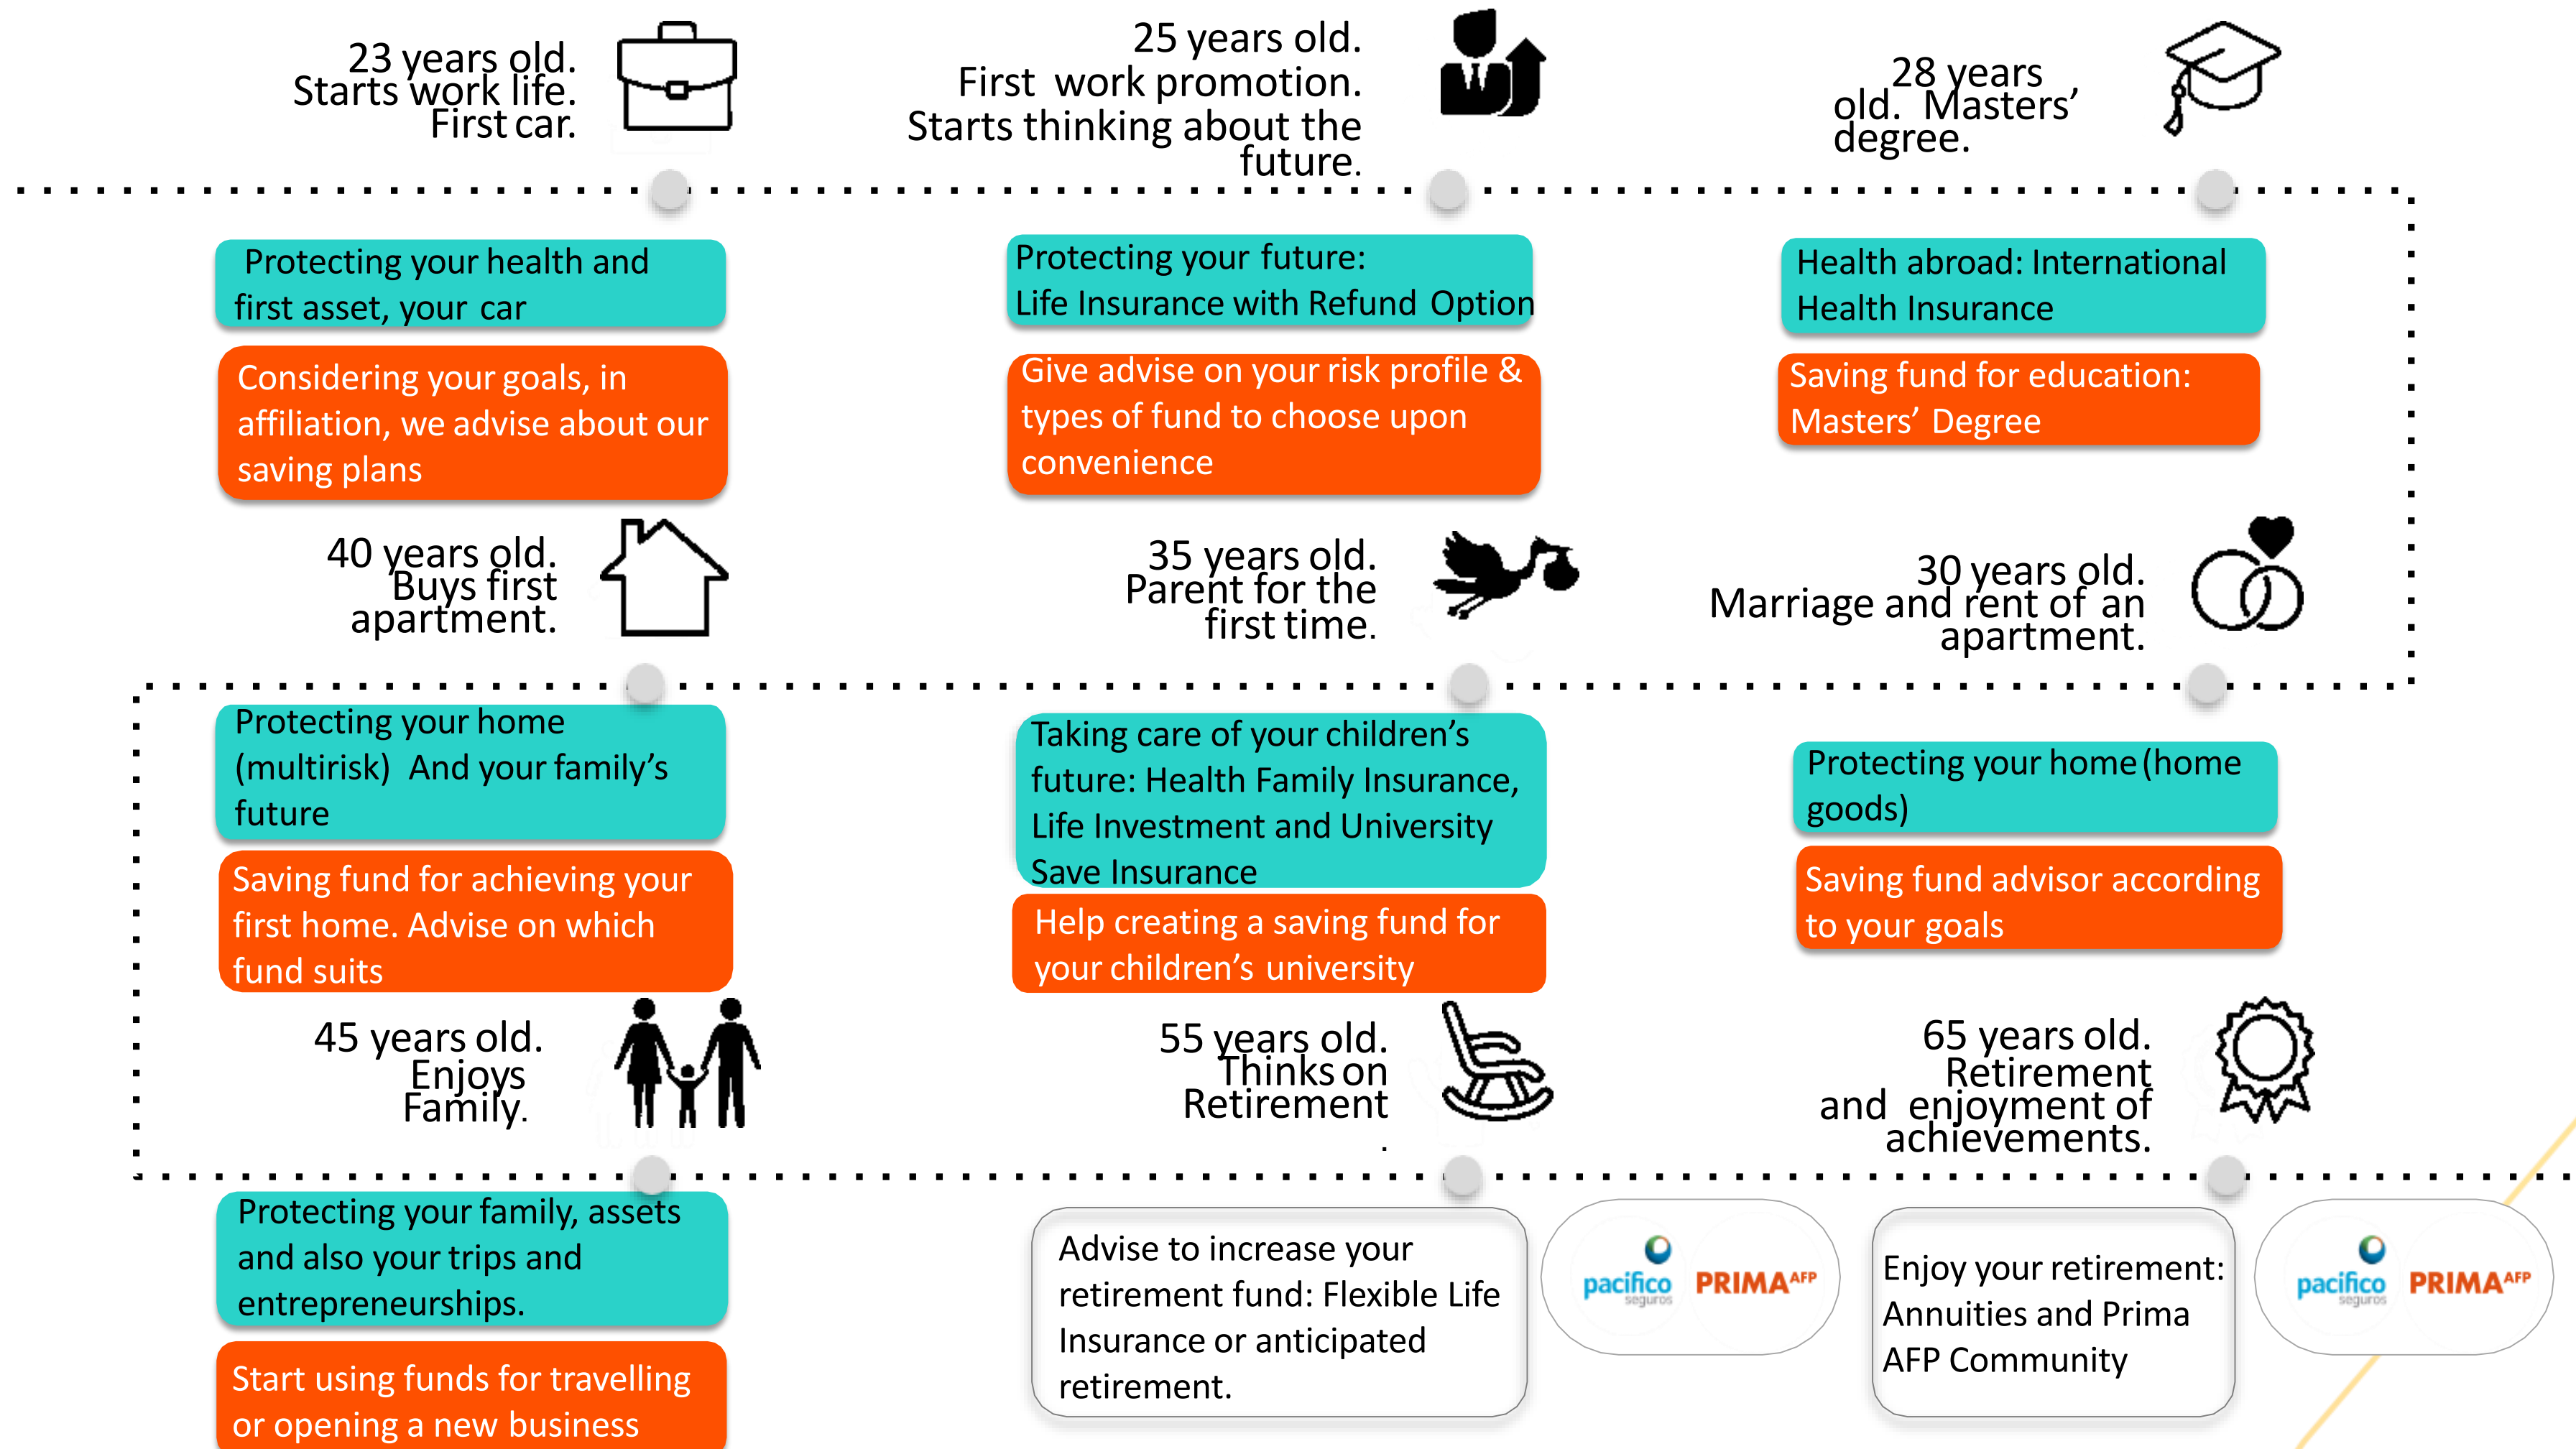 23 years old.
Starts work life.
First car.
25 years old.
First work promotion.
Starts thinking about the
future.
28 years
old. Masters’
degree.
Protecting your health and
first asset, your car
Considering your goals, in
affiliation, we advise about our
saving plans
Protecting your future:
Life Insurance with Refund Option
Give advise on your risk profile &
types of fund to choose upon
convenience
Health abroad: International
Health Insurance
Saving fund for education:
Masters’ Degree
40 years old.
Buys first
apartment.
35 years old.
Parent for the
first time.
30 years old.
Marriage and rent of an
apartment.
Protecting your home
(multirisk) And your family’s
future
Saving fund for achieving your
first home. Advise on which
fund suits
Taking care of your children’s
future: Health Family Insurance,
Life Investment and University
Save Insurance
Help creating a saving fund for
your children’s university
Protecting your home (home
goods)
Saving fund advisor according
to your goals
45 years old.
Enjoys
Family.
55 years old.
Thinks on
Retirement
.
65 years old.
Retirement
and enjoyment of
achievements.
Protecting your family, assets
and also your trips and
entrepreneurships.
Start using funds for travelling
or opening a new business
Advise to increase your
retirement fund: Flexible Life
Insurance or anticipated
retirement.
pacifico
seguros
PRIMA AFP
Enjoy your retirement:
Annuities and Prima
AFP Community
pacifico
seguros
PRIMA AFP